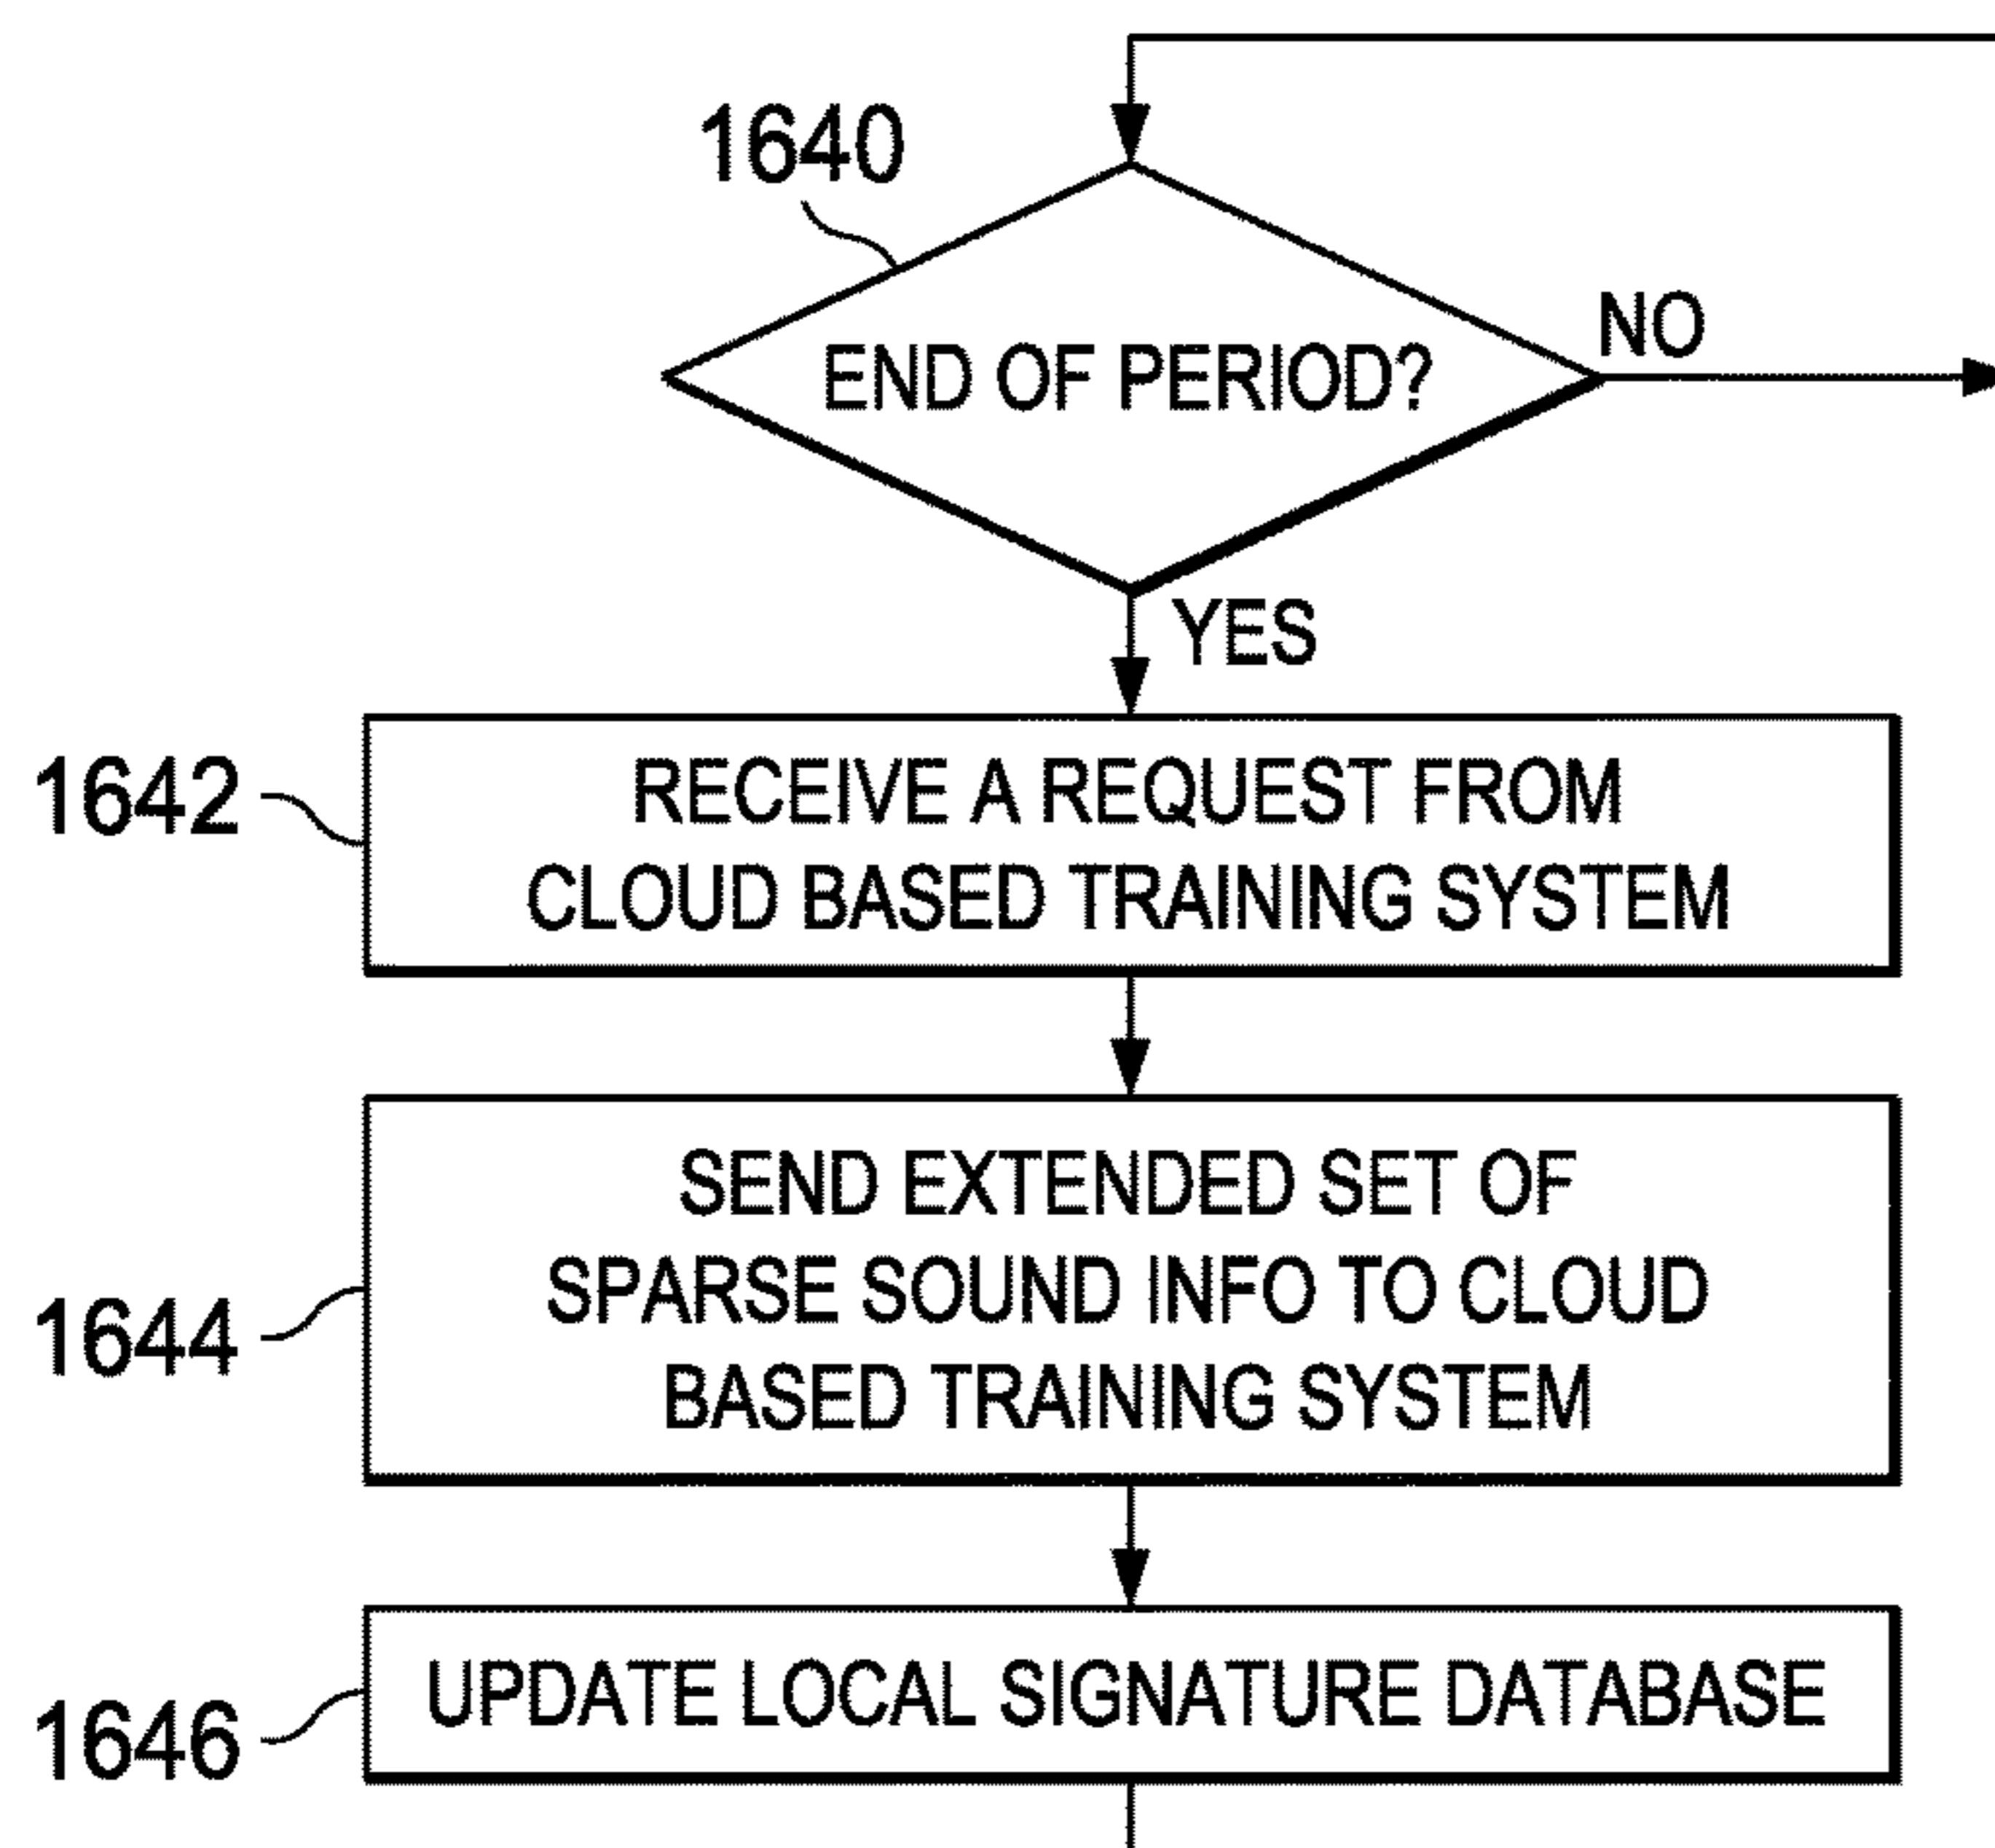 1640
END OF PERIOD?
NO
YES
1642
RECEIVE A REQUEST FROM
CLOUD BASED TRAINING SYSTEM
1644
SEND EXTENDED SET OF
SPARSE SOUND INFO TO CLOUD
BASED TRAINING SYSTEM
1646
UPDATE LOCAL SIGNATURE DATABASE